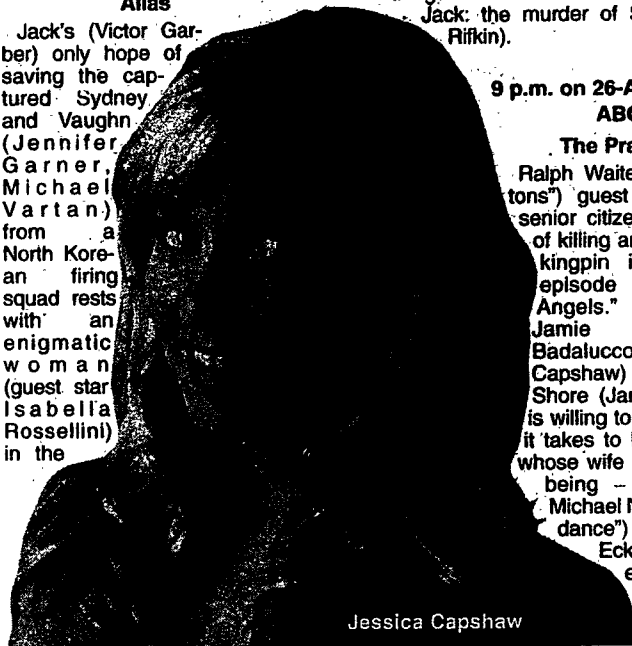 Alias
Jack's (Victor Gar-
ber) only hope of
saving the cap-
tured Sydney
and Vaughn
(Jennifer
Garner,
Michael
Vartan)
from a
North Kore-
an firing
squad rests
with an
enigmatic
woman
(guest star
Isabella
Rossellini)
in the
Jack: the murder of
Rifkin).
9 p.m. on 26-
ABC
The
Ralph Waite
tons") guest
senior
of killing
kingpin
episode
Angels."
Jamie
Badalucco
Capshaw)
Shore
is willing to
it takes to
whose wife
being –
Michael
dance")
Jessica Capshaw